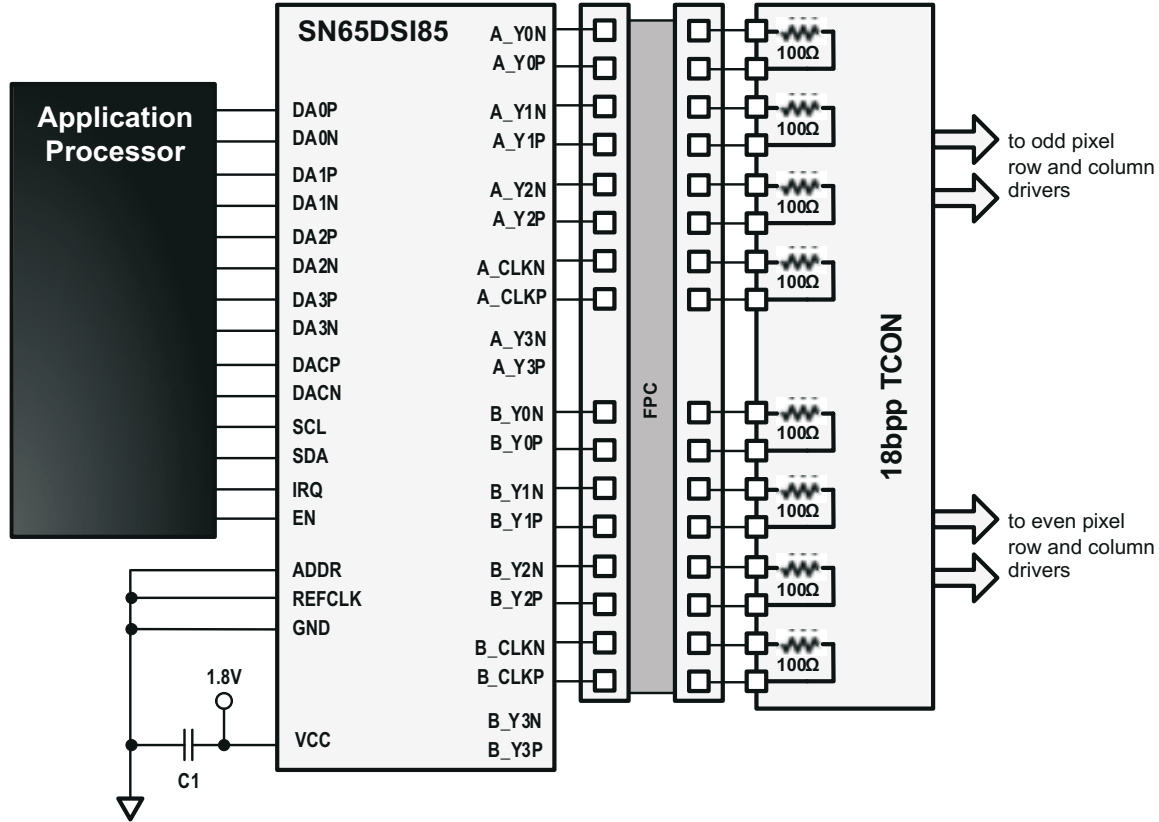 SN65DSI85
Application
Processor
DA0P
DA0N
DA1P
DA1N
DA2P
DA2N
DA3P
DA3N
DACP
DACN
SCL
SDA
IRQ
EN
ADDR
REFCLK
GND
1.8V
VCC
C1
A_Y0N
A_Y0P
A_Y1N
A_Y1P
A_Y2N
A_Y2P
A_CLKN
A_CLKP
A_Y3N
A_Y3P
B_Y0N
B_Y0P
B_Y1N
B_Y1P
B_Y2N
B_Y2P
B_CLKN
B_CLKP
B_Y3N
B_Y3P
FPC
100Ω
100Ω
100Ω
100Ω
100Ω
100Ω
100Ω
100Ω
18bpp TCON
to odd pixel
row and column
drivers
to even pixel
row and column
drivers